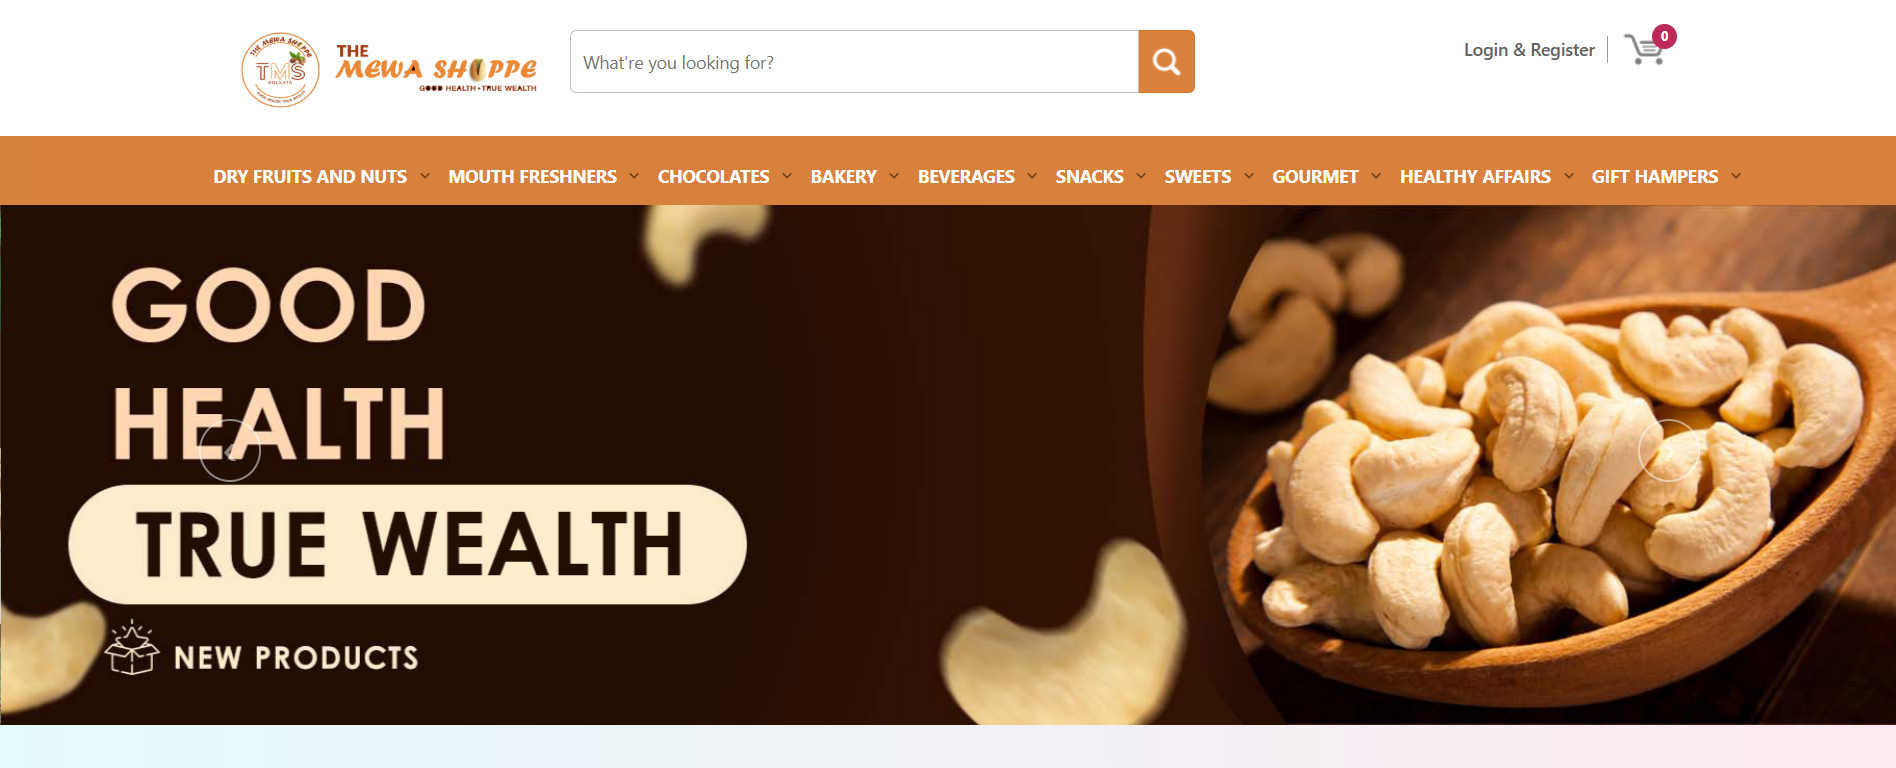 THE MEWA SHOPPE
TMS
KOLKATA
THE
MEWA SHOPPE
GOOD HEALTH • TRUE WEALTH
What're you looking for?
Login & Register
0
DRY FRUITS AND NUTS
MOUTH FRESHNERS
CHOCOLATES
BAKERY
BEVERAGES
SNACKS
SWEETS
GOURMET
HEALTHY AFFAIRS
GIFT HAMPERS
GOOD
HEALTH
TRUE WEALTH
NEW PRODUCTS